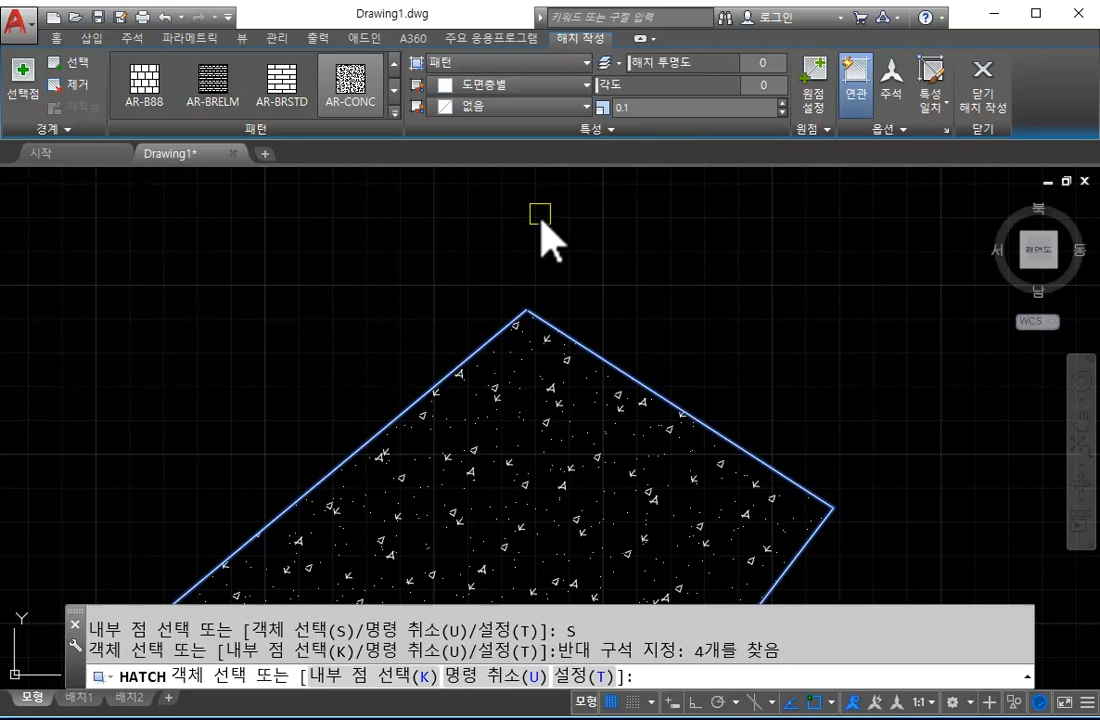 Drawing1.dwg
키워드 또는 구절 입력
로그인
홈 삽입 주석 파라메트릭 뷰 관리 출력 애드인 A360 주요 응용프로그램 해치 작성
선택점
선택
제거
경계
AR-B88 AR-BRELM AR-BRSTD AR-CONC
패턴
패턴 해치 투명도 0
도면층별 각도 0
없음 0.1
특성
원점 설정
원점
연관 주석 특성 일치
옵션
닫기 해치 작성
닫기
시작 Drawing1*
북
서 동
남
WCS
Y
내부 점 선택 또는 [객체 선택(S)/명령 취소(U)/설정(T)]: S
객체 선택 또는 [내부 점 선택(K)/명령 취소(U)/설정(T)]:반대 구석 지정: 4개를 찾음
HATCH 객체 선택 또는 [내부 점 선택(K) 명령 취소(U) 설정(T)]:
모형 배치1 배치2
모형 1:1